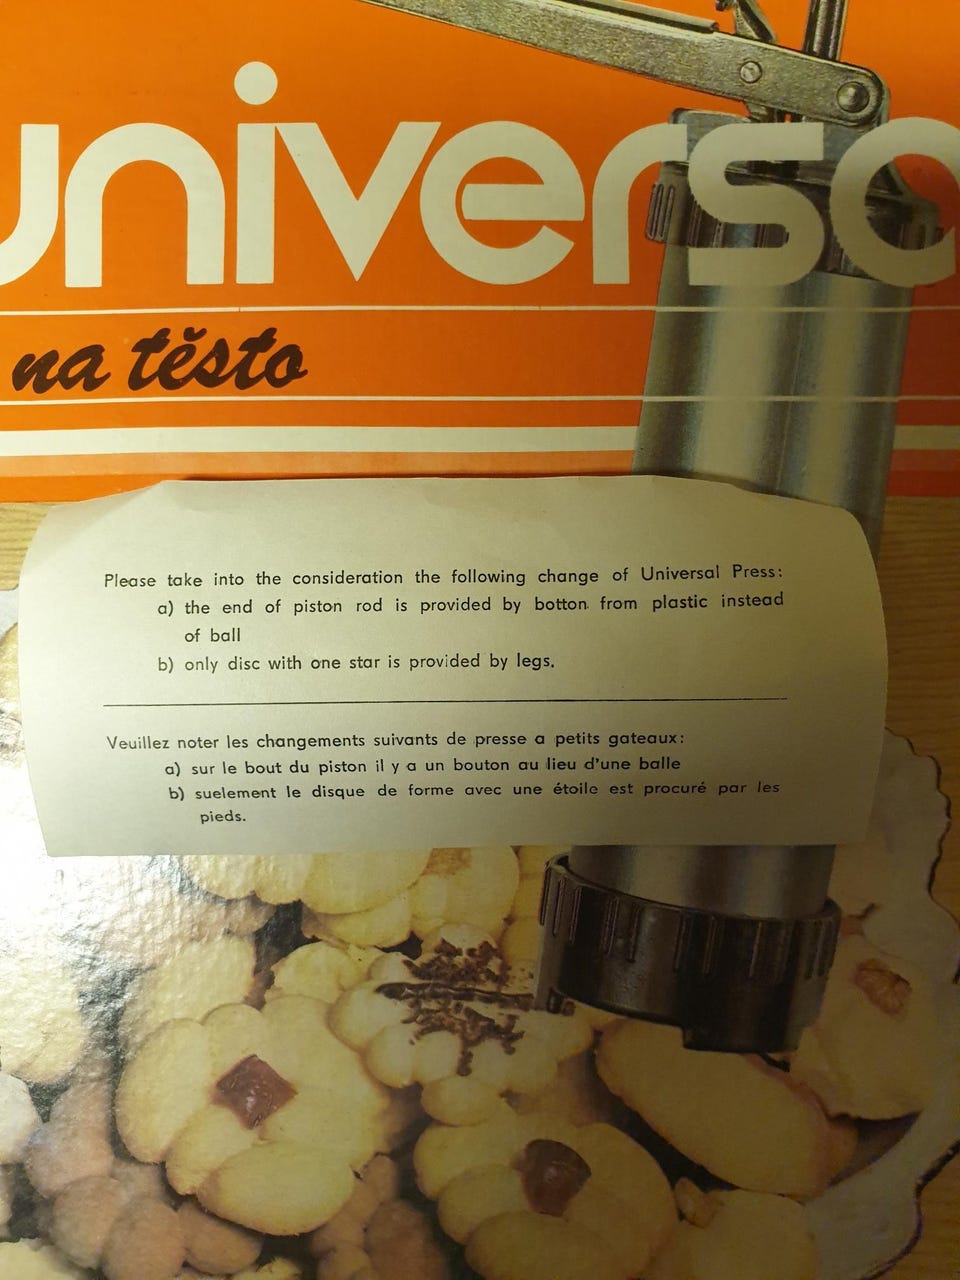 universa
na těsto
Please take into the consideration the following change of Universal Press:
a) the end of piston rod is provided by botton from plastic instead
of ball
b) only disc with one star is provided by legs.
Veuillez noter les changements suivants de presse a petits gateaux:
a) sur le bout du piston il y a un bouton au lieu d'une balle
b) suelement le disque de forme avec une étoile est procuré par les
pieds.